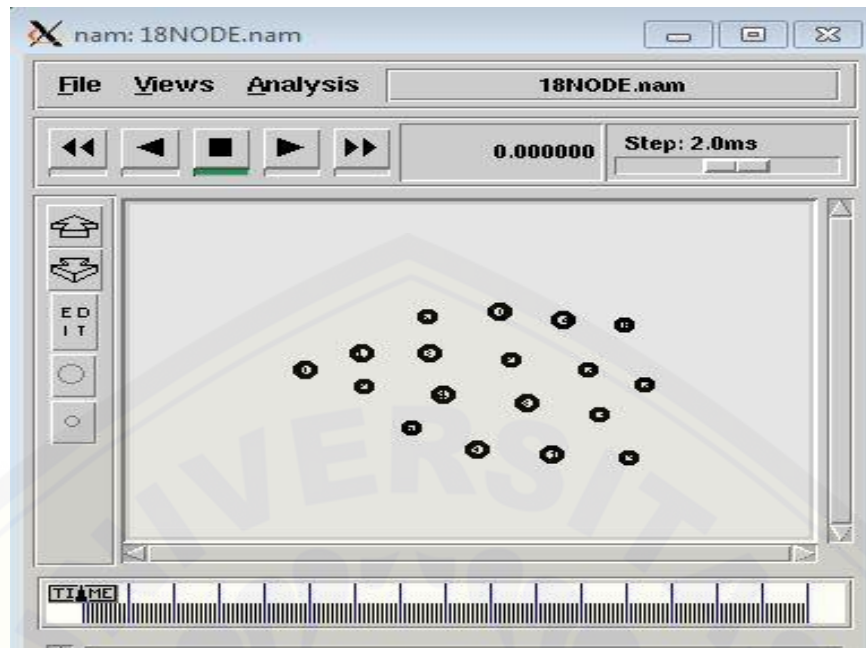 nam: 18NODE.nam
File Views Analysis 18NODE.nam
0.000000 Step: 2.0ms
ED
IT
TIME